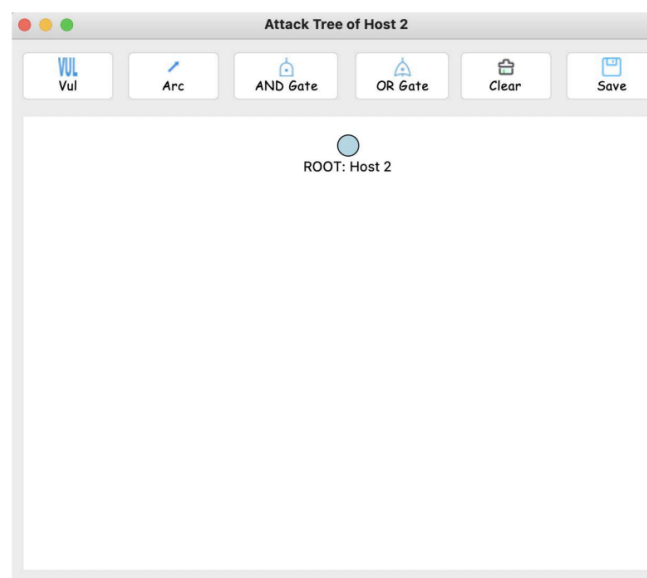 Attack Tree of Host 2
VUL
Vul Arc AND Gate OR Gate Clear Save
ROOT: Host 2